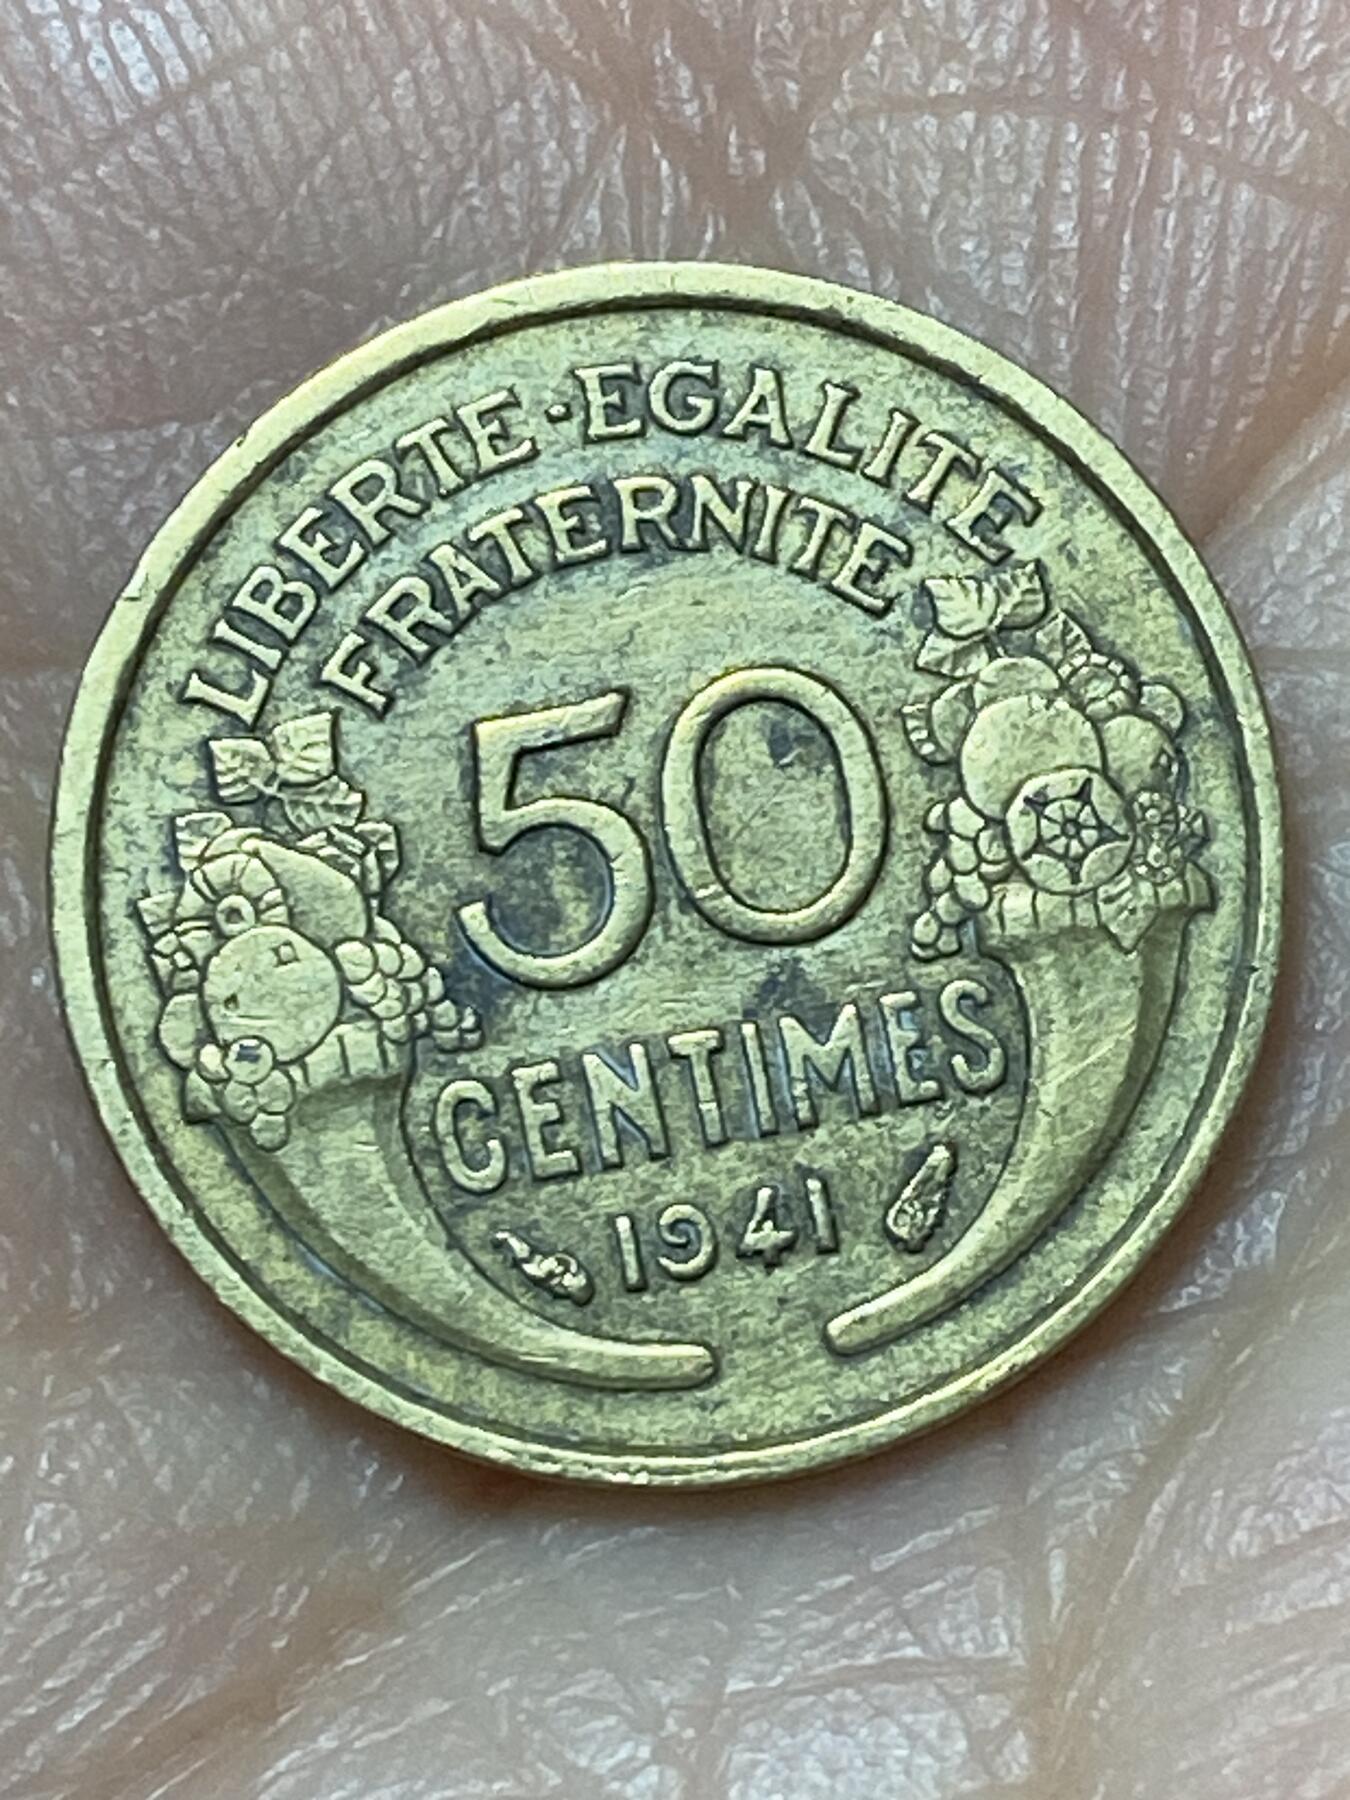 LIBERTE·EGALITE
FRATERNITE
50
CENTIMES
1941